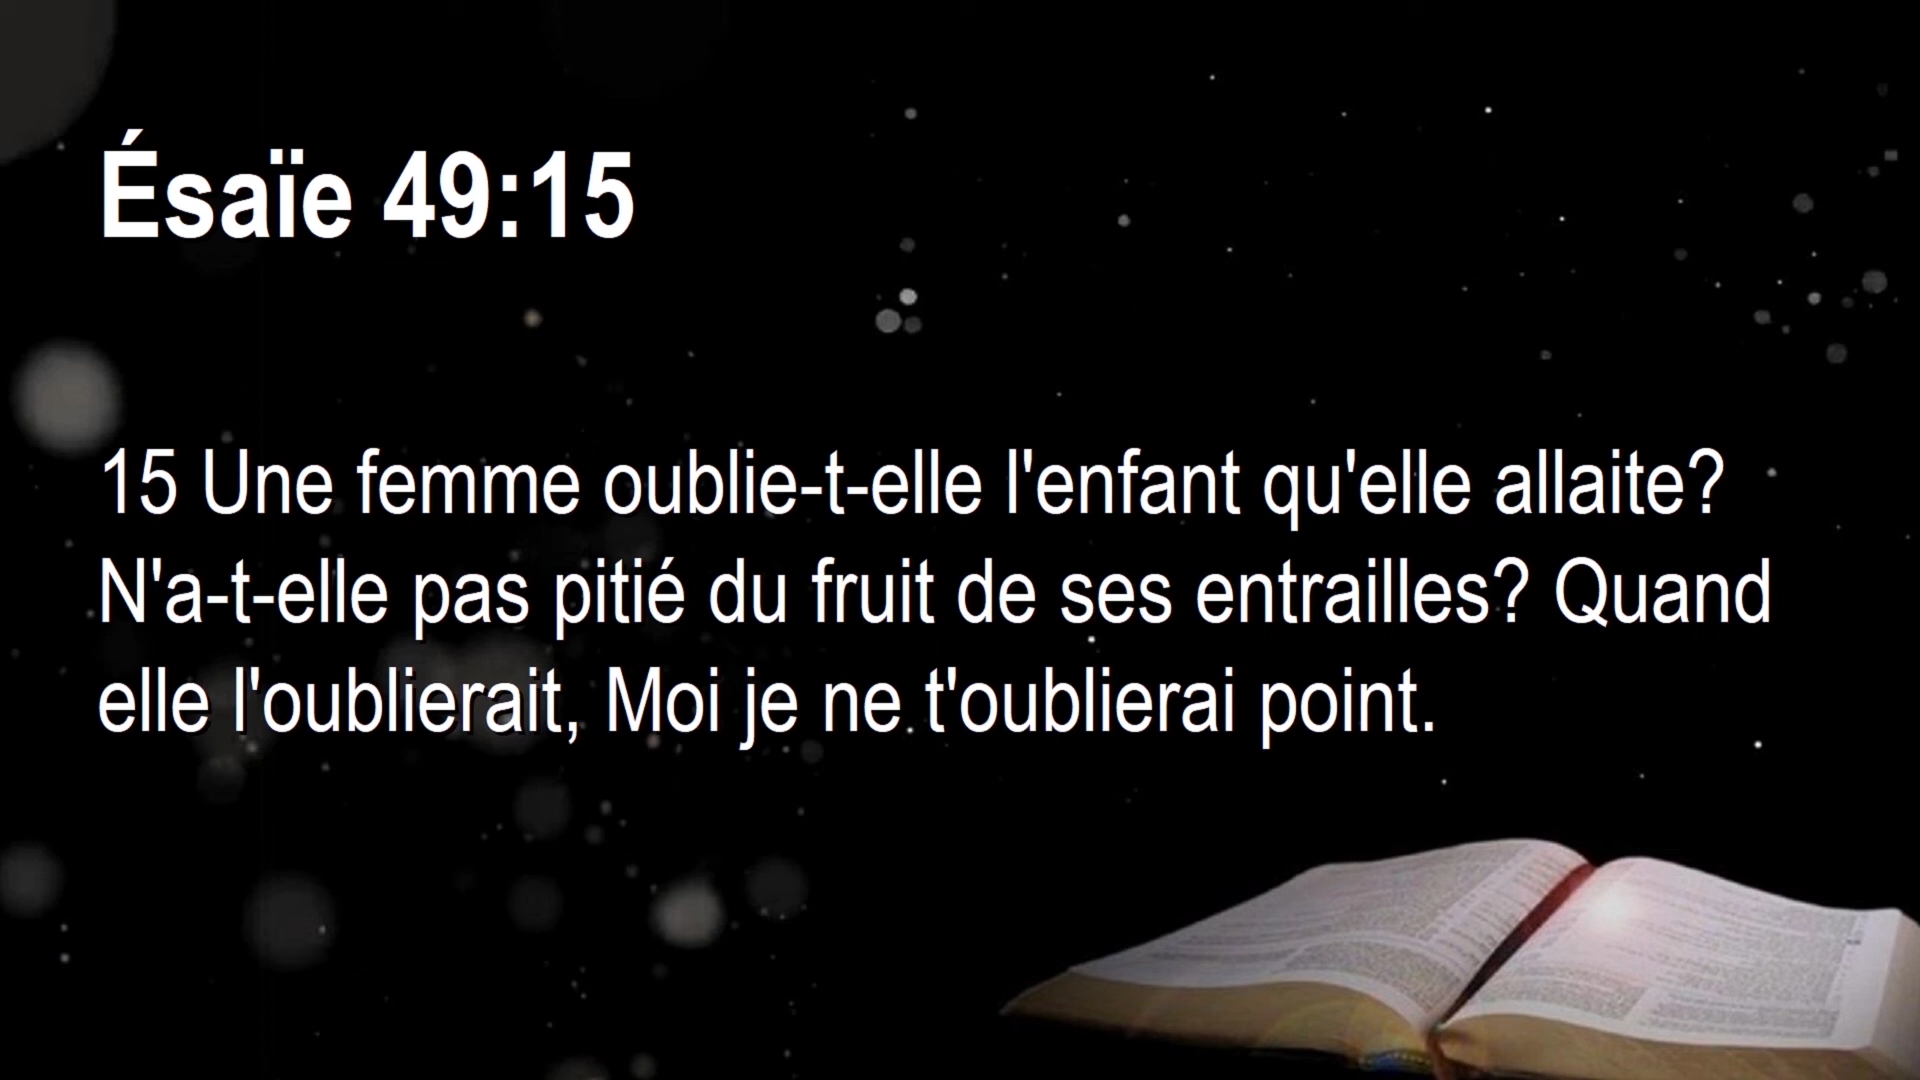 Ésaïe 49:15
15 Une femme oublie-t-elle l'enfant qu'elle allaite?
N'a-t-elle pas pitié du fruit de ses entrailles? Quand
elle l'oublierait, Moi je ne t'oublierai point.